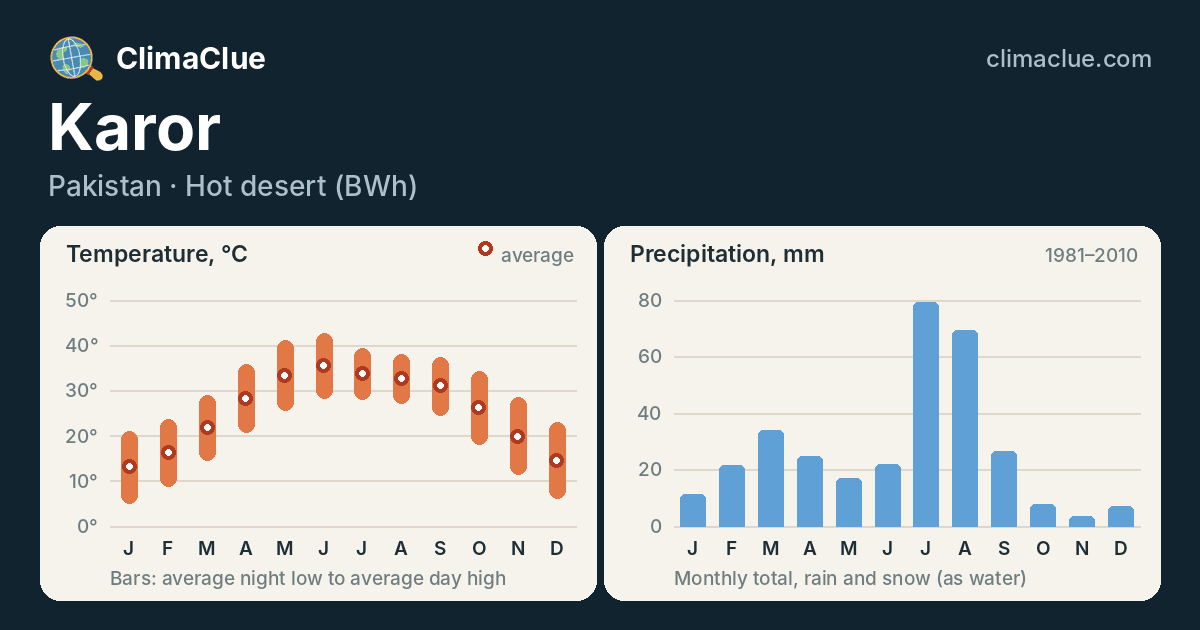 ClimaClue
climaclue.com
Karor
Pakistan · Hot desert (BWh)
Temperature, °C
average
50°
40°
30°
20°
10°
0°
J F M A M J J A S O N D
Bars: average night low to average day high
Precipitation, mm
1981–2010
80
60
40
20
0
J F M A M J J A S O N D
Monthly total, rain and snow (as water)